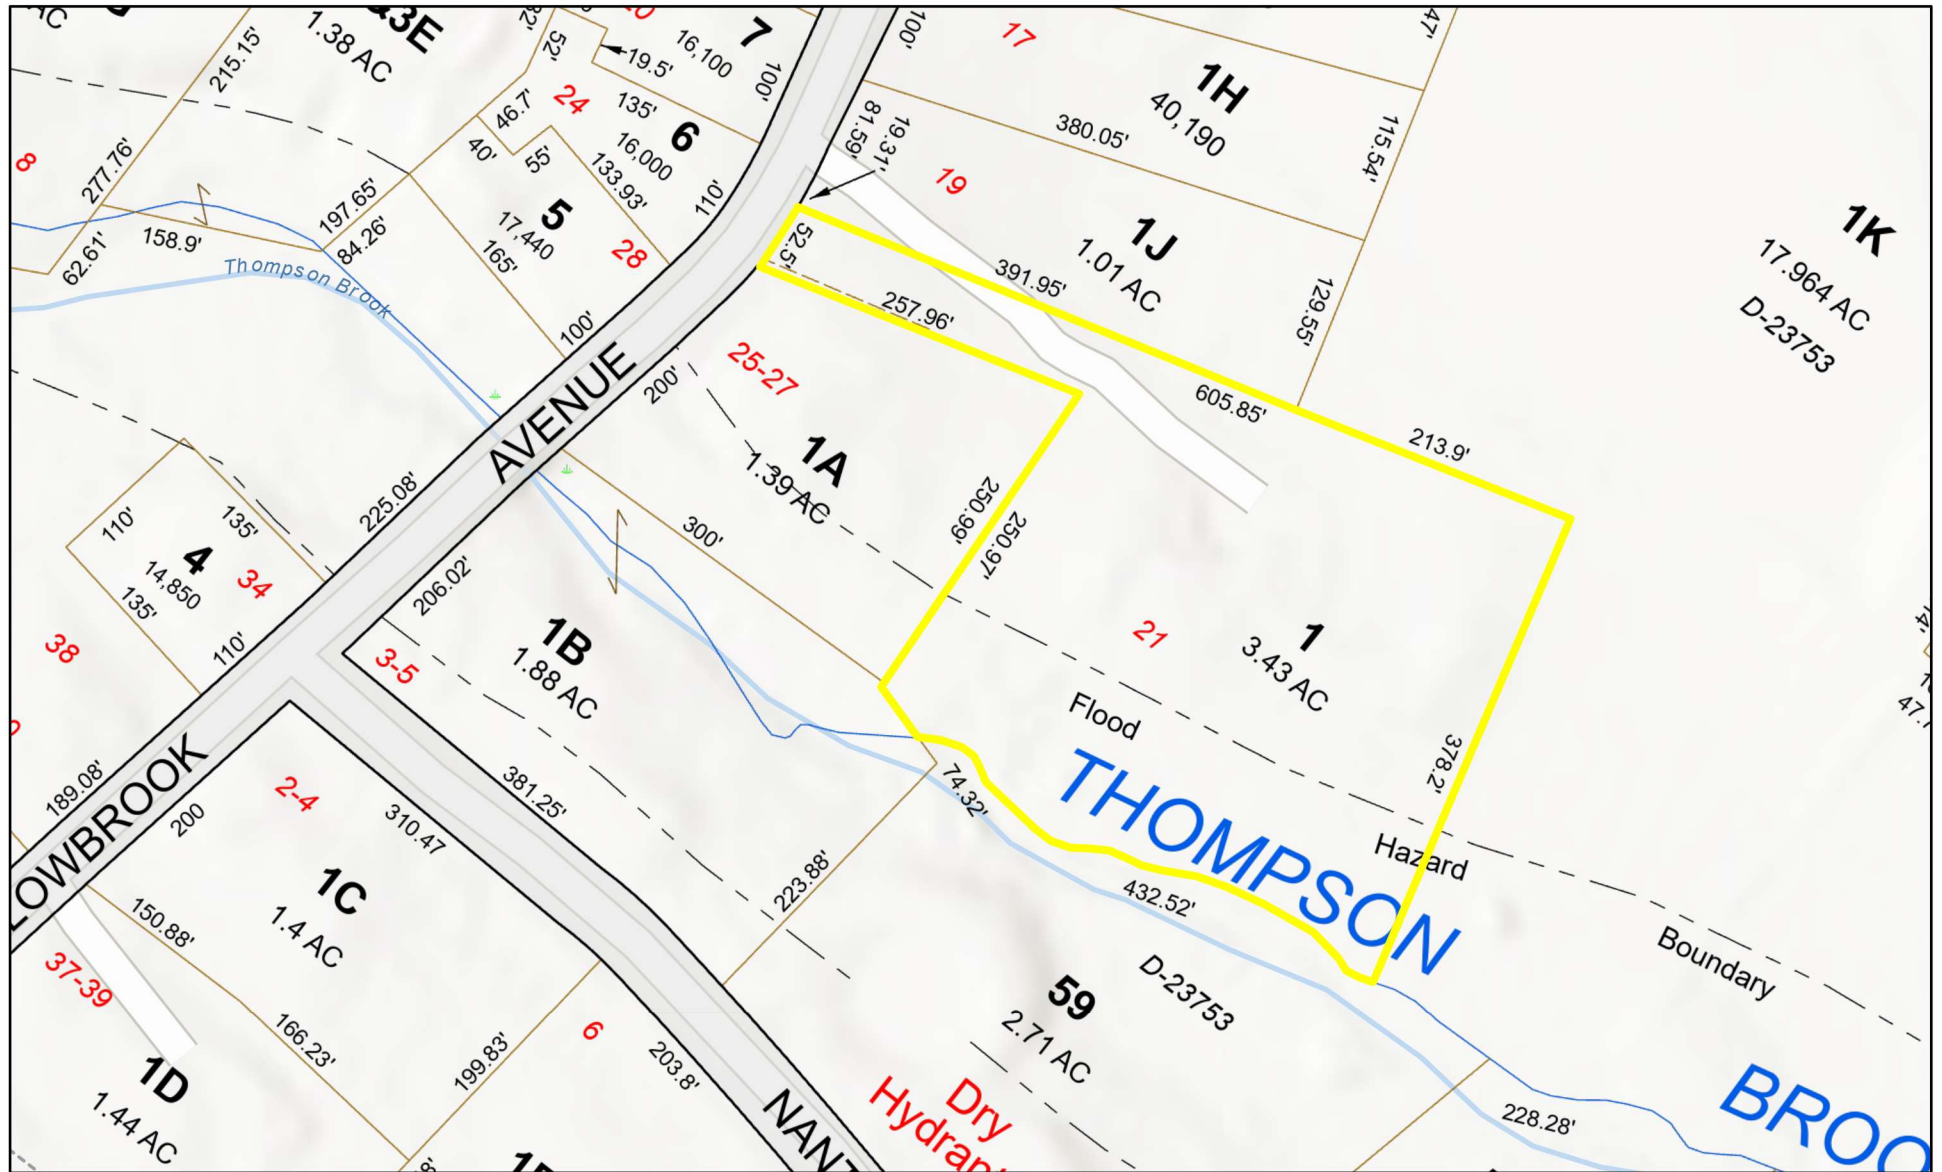 AC
&3E
1.38 AC
215.15'
52'
19.5'
16,100
7
100'
100'
17
47'
1H
40,190
380.05'
115.54'
24
46.7'
135'
6
16,000
40'
55
133.93'
110'
81.59'
19.31'
19
8
277.76'
197.65'
5
17,440
165'
28
84.26'
158.9'
62.61'
Thompson Brook
52.5'
1J
1.01 AC
391.95'
129.55'
1K
17.964 AC
D-23753
257.96'
100'
AVENUE
200'
25-27
605.85'
213.9'
1A
1.39 AC
250.99'
250.97'
225.08'
300'
110'
135'
4
14,850
34
135'
110'
38
206.02'
3-5
1B
1.88 AC
21
1
3.43 AC
Flood
Hazard
Boundary
378.2'
THOMPSON
BROO
74.32'
432.52'
189.08'
LOWBROOK
200
2-4
310.47
381.25'
223.88'
1C
1.4 AC
150.88'
37-39
166.23'
199.83'
6
203.8'
59
2.71 AC
D-23753
1D
1.44 AC
NANT
Dry
Hydran
228.28'
47.